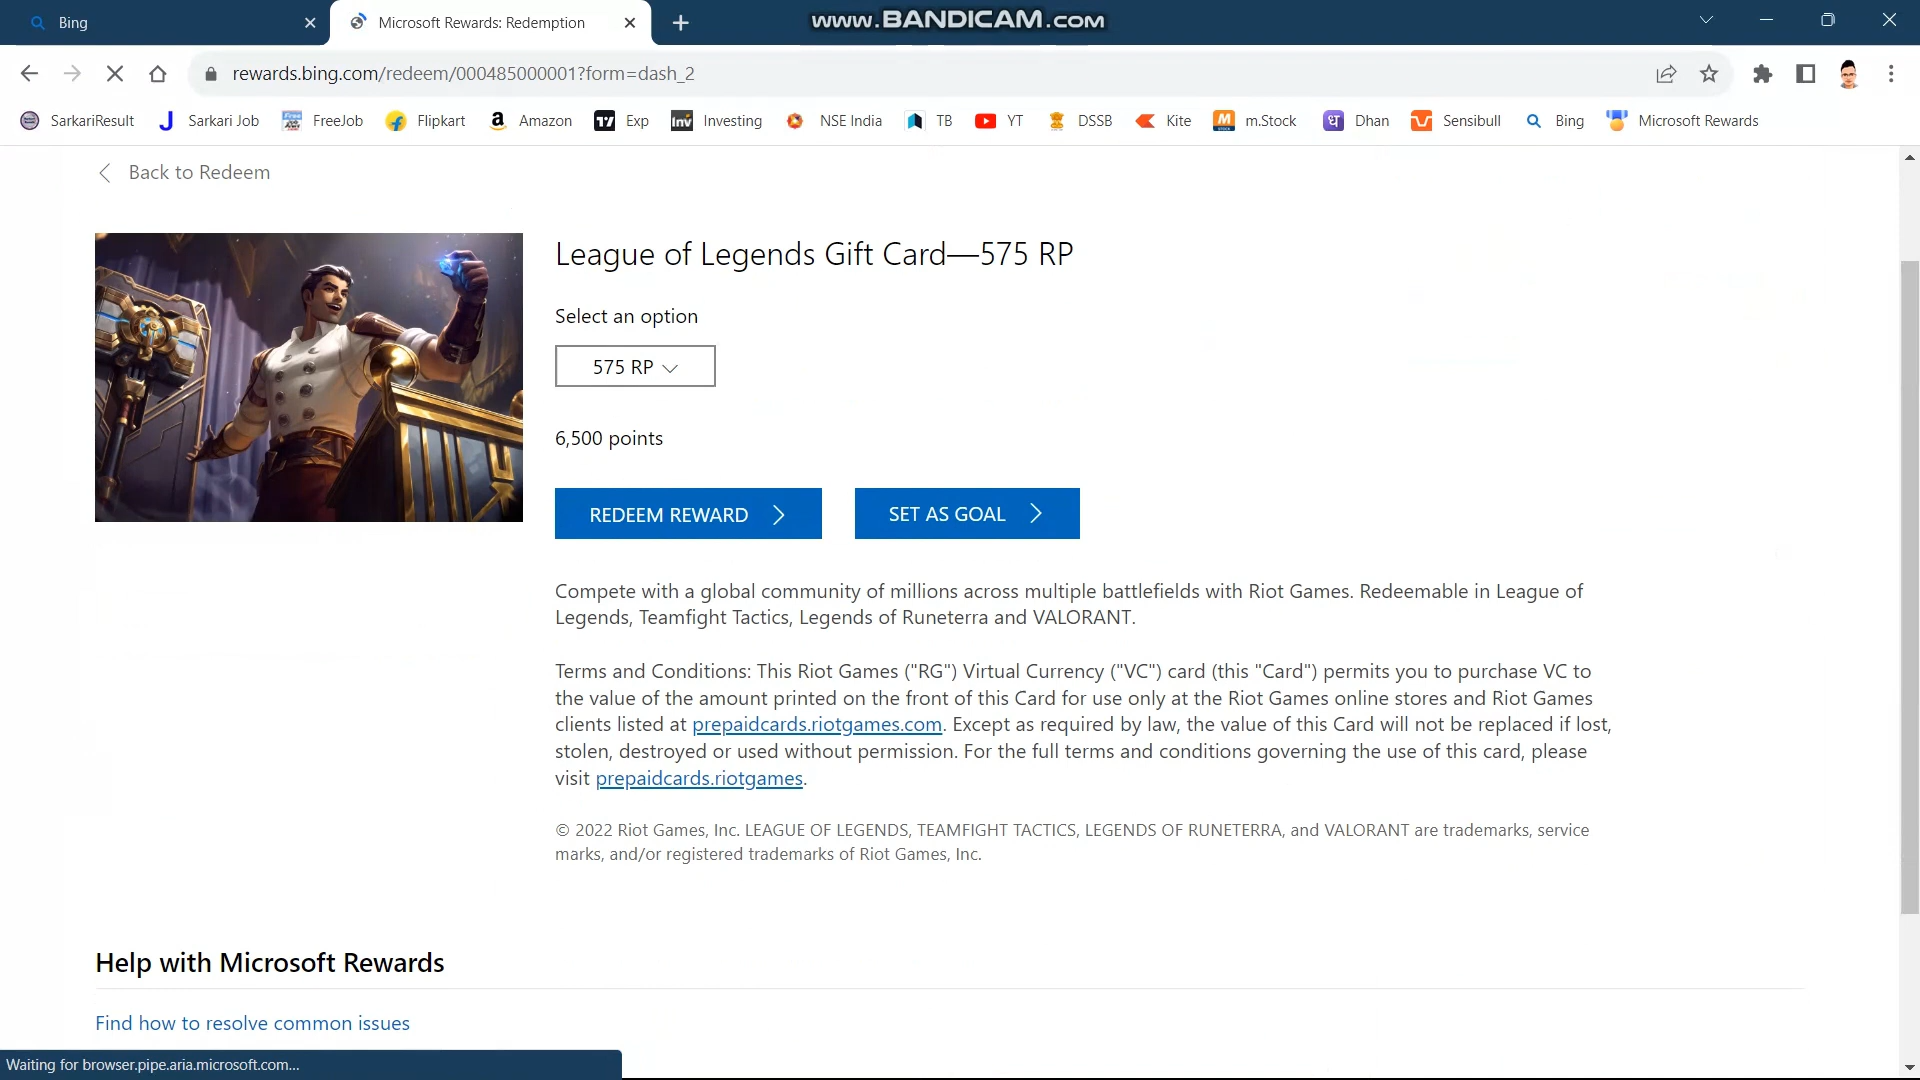 Bing
Microsoft Rewards: Redemption
www.BANDICAM.com
rewards.bing.com/redeem/000485000001?form=dash_2
SarkariResult
Sarkari Job
FreeJob
Flipkart
Amazon
Exp
Investing
NSE India
TB
YT
DSSB
Kite
m.Stock
Dhan
Sensibull
Bing
Microsoft Rewards
Back to Redeem
League of Legends Gift Card—575 RP
Select an option
575 RP
6,500 points
REDEEM REWARD
SET AS GOAL
Compete with a global community of millions across multiple battlefields with Riot Games. Redeemable in League of
Legends, Teamfight Tactics, Legends of Runeterra and VALORANT.
Terms and Conditions: This Riot Games ("RG") Virtual Currency ("VC") card (this "Card") permits you to purchase VC to
the value of the amount printed on the front of this Card for use only at the Riot Games online stores and Riot Games
clients listed at prepaidcards.riotgames.com. Except as required by law, the value of this Card will not be replaced if lost,
stolen, destroyed or used without permission. For the full terms and conditions governing the use of this card, please
visit prepaidcards.riotgames.
© 2022 Riot Games, Inc. LEAGUE OF LEGENDS, TEAMFIGHT TACTICS, LEGENDS OF RUNETERRA, and VALORANT are trademarks, service
marks, and/or registered trademarks of Riot Games, Inc.
Help with Microsoft Rewards
Find how to resolve common issues
Waiting for browser.pipe.aria.microsoft.com...